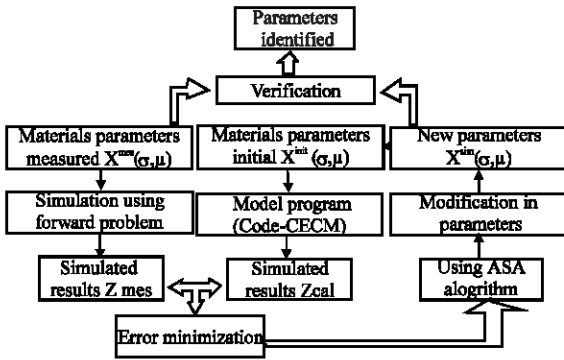 Parameters
identified
Verification
Materials parameters
measured X^mea(σ,μ)
Materials parameters
initial X^init (σ,μ)
New parameters
X^sim(σ,μ)
Simulation using
forward problem
Model program
(Code-CECM)
Modification in
parameters
Simulated
results Z mes
Simulated
results Zcal
Using ASA
alogrithm
Error minimization